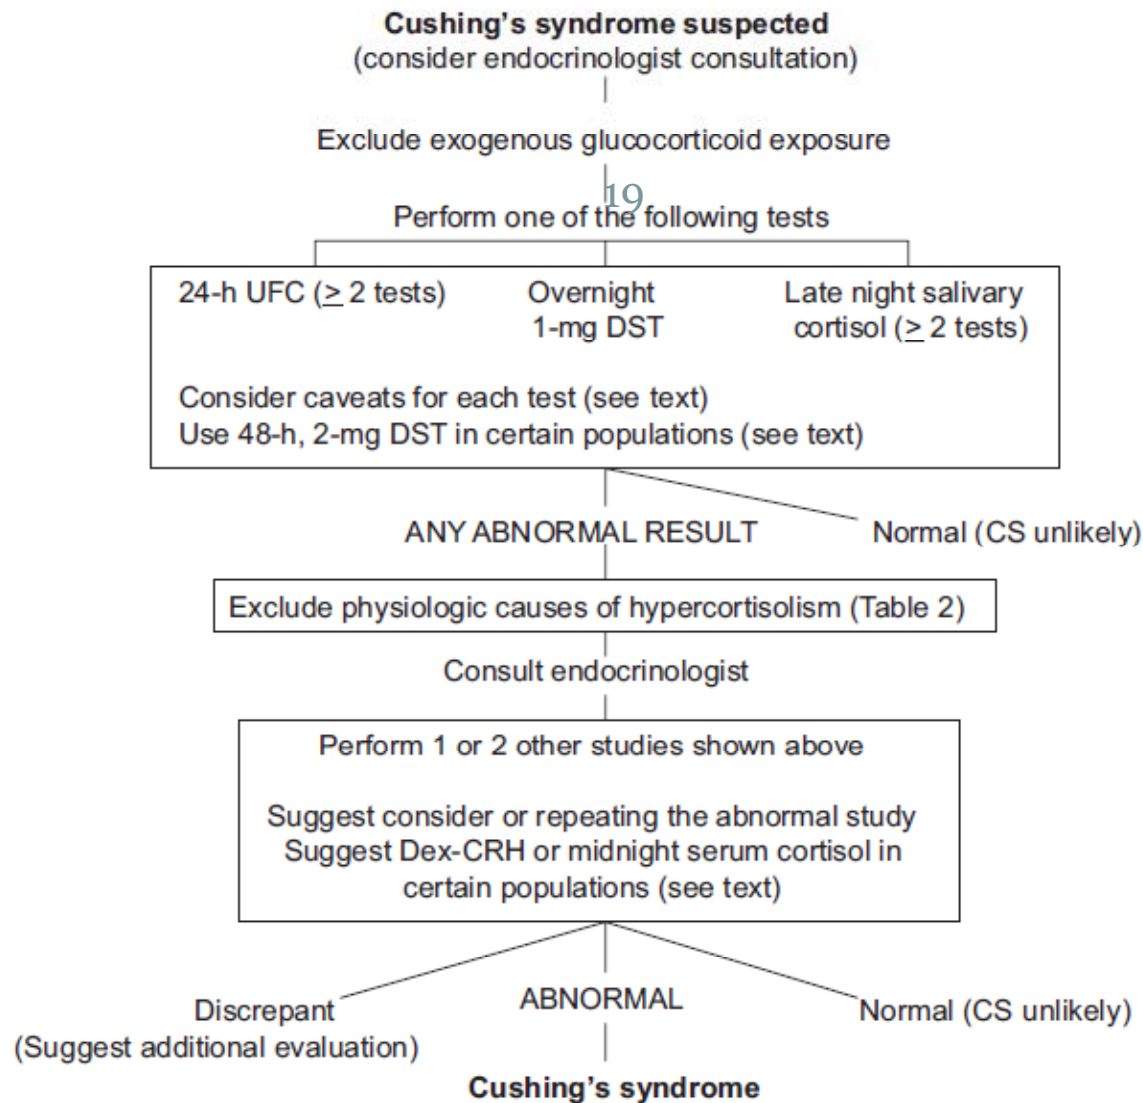 Cushing's syndrome suspected
(consider endocrinologist consultation)
Exclude exogenous glucocorticoid exposure
19
Perform one of the following tests
24-h UFC (≥ 2 tests) Overnight Late night salivary
1-mg DST cortisol (≥ 2 tests)
Consider caveats for each test (see text)
Use 48-h, 2-mg DST in certain populations (see text)
ANY ABNORMAL RESULT Normal (CS unlikely)
Exclude physiologic causes of hypercortisolism (Table 2)
Consult endocrinologist
Perform 1 or 2 other studies shown above
Suggest consider or repeating the abnormal study
Suggest Dex-CRH or midnight serum cortisol in
certain populations (see text)
Discrepant ABNORMAL Normal (CS unlikely)
(Suggest additional evaluation)
Cushing's syndrome